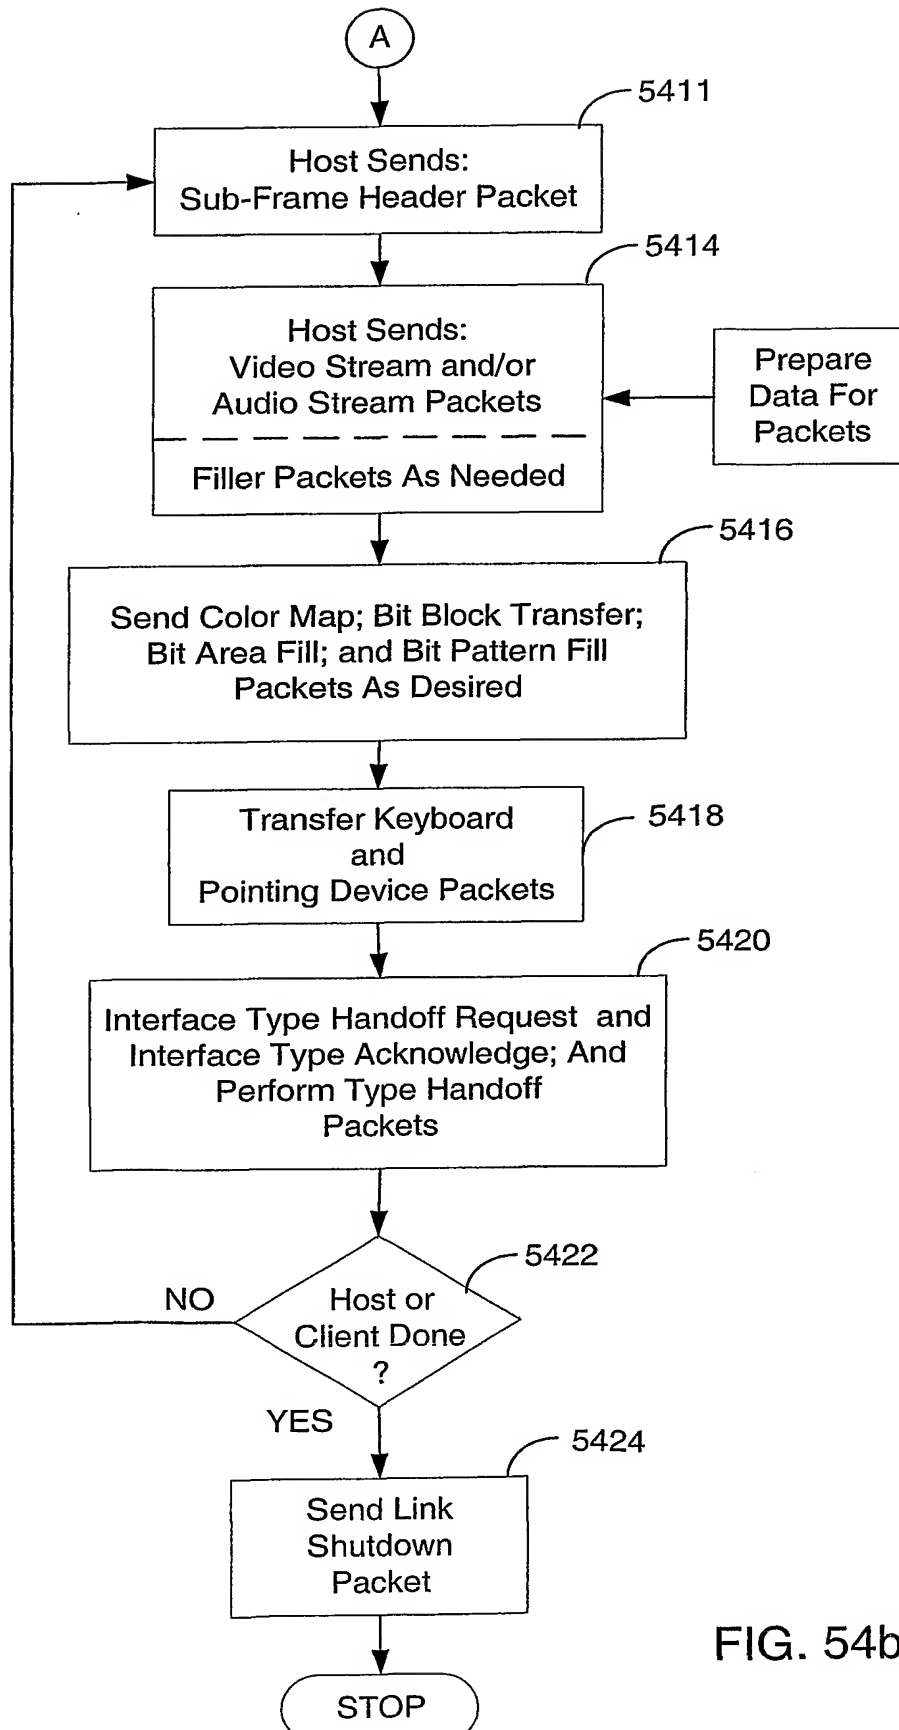 A
5411
Host Sends:
Sub-Frame Header Packet
5414
Host Sends:
Video Stream and/or
Audio Stream Packets
Filler Packets As Needed
Prepare
Data For
Packets
5416
Send Color Map; Bit Block Transfer;
Bit Area Fill; and Bit Pattern Fill
Packets As Desired
5418
Transfer Keyboard
and
Pointing Device Packets
5420
Interface Type Handoff Request and
Interface Type Acknowledge; And
Perform Type Handoff
Packets
5422
Host or
Client Done
?
NO
YES
5424
Send Link
Shutdown
Packet
STOP
FIG. 54b